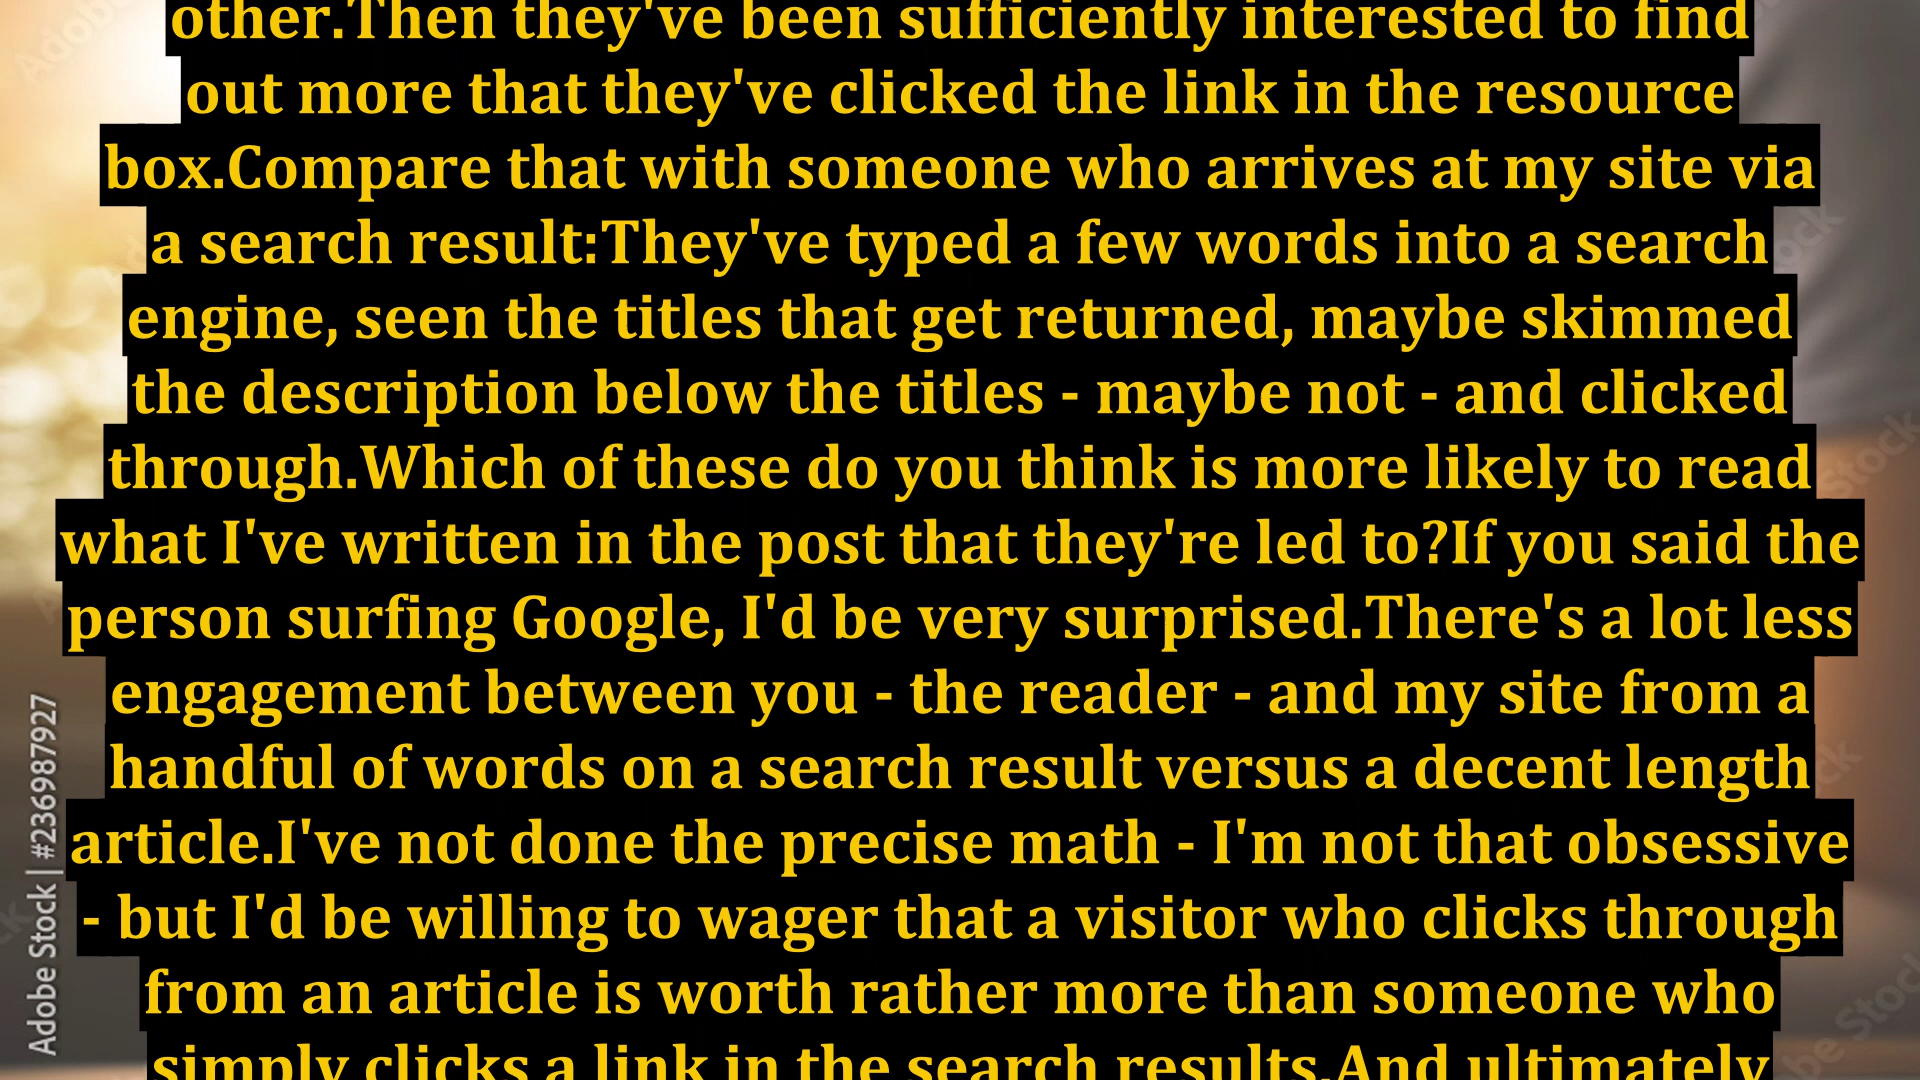 other.Then they've been sufficiently interested to find
out more that they've clicked the link in the resource
box.Compare that with someone who arrives at my site via
a search result:They've typed a few words into a search
engine, seen the titles that get returned, maybe skimmed
the description below the titles - maybe not - and clicked
through.Which of these do you think is more likely to read
what I've written in the post that they're led to?If you said the
person surfing Google, I'd be very surprised.There's a lot less
engagement between you - the reader - and my site from a
handful of words on a search result versus a decent length
article.I've not done the precise math - I'm not that obsessive
- but I'd be willing to wager that a visitor who clicks through
from an article is worth rather more than someone who
simply clicks a link in the search results.And ultimately
Adobe Stock | #236987927